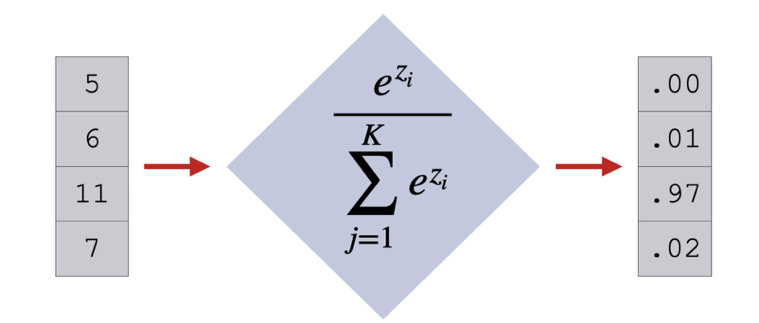 5
6
11
7
e^{z_i}
K
∑ e^{z_i}
j=1
.00
.01
.97
.02